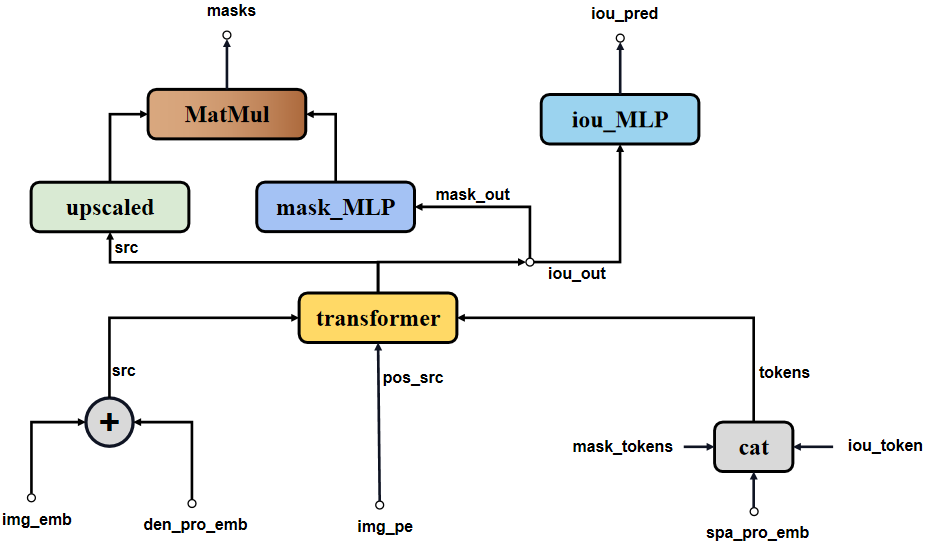 masks
iou_pred
MatMul
iou_MLP
upscaled
mask_MLP
mask_out
src
iou_out
transformer
src
pos_src
tokens
+
cat
mask_tokens
iou_token
img_emb
den_pro_emb
img_pe
spa_pro_emb